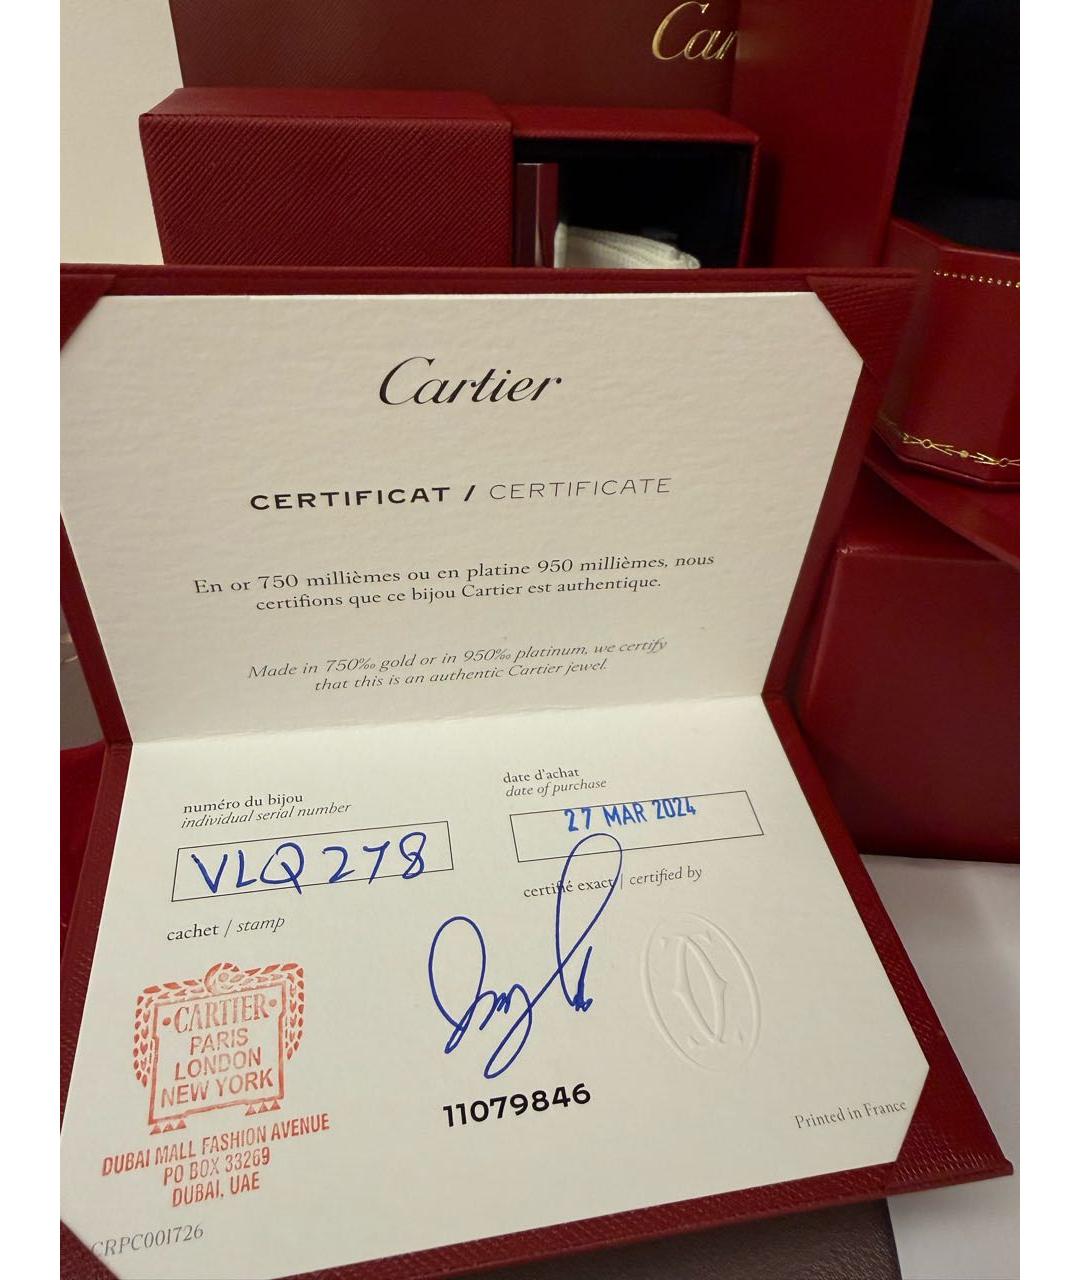 Car
Cartier
CERTIFICAT / CERTIFICATE
En or 750 millièmes ou en platine 950 millièmes, nous
certifions que ce bijou Cartier est authentique.
Made in 750‰ gold or in 950‰ platinum, we certify
that this is an authentic Cartier jewel.
numéro du bijou
individual serial number
VLQ278
date d'achat
date of purchase
27 MAR 2024
certifié exact | certified by
cachet / stamp
·CARTIER·
PARIS
LONDON
NEW YORK
DUBAI MALL FASHION AVENUE
PO BOX 33269
DUBAI, UAE
11079846
Printed in France
CRPC001726